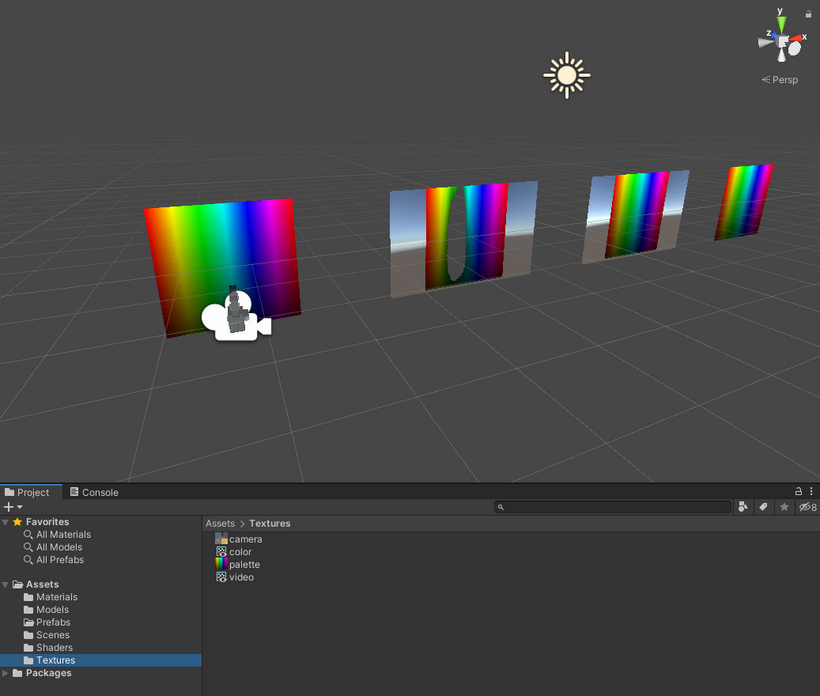 y
z
x
Persp
Project
Console
8
Favorites
Assets > Textures
All Materials
All Models
All Prefabs
camera
color
palette
video
Assets
Materials
Models
Prefabs
Scenes
Shaders
Textures
Packages